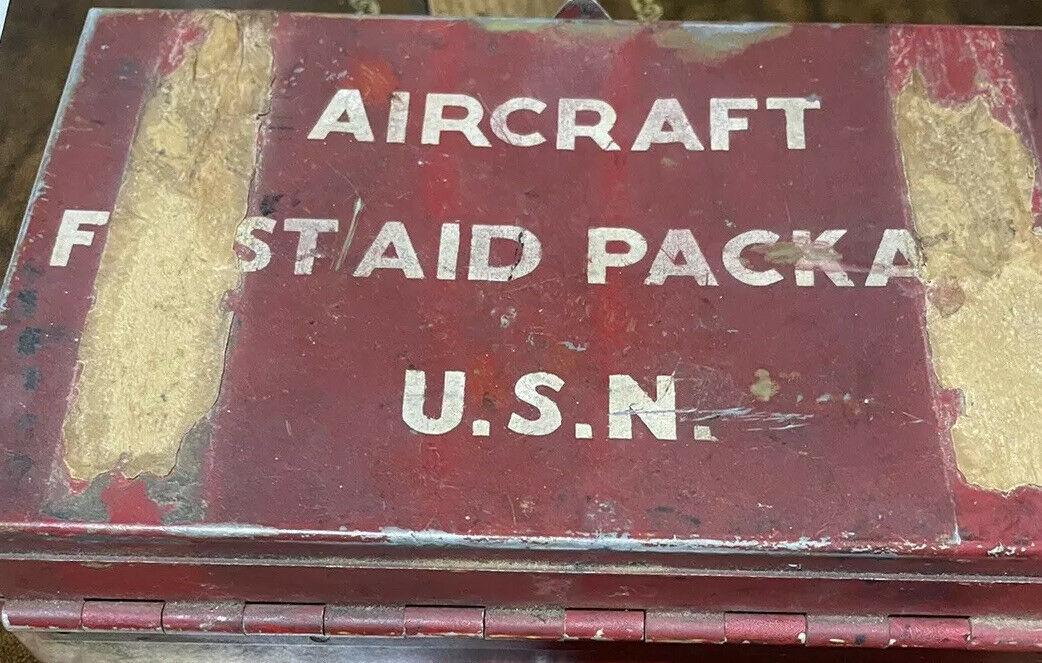 AIRCRAFT
F ST AID PACKA
U.S.N.